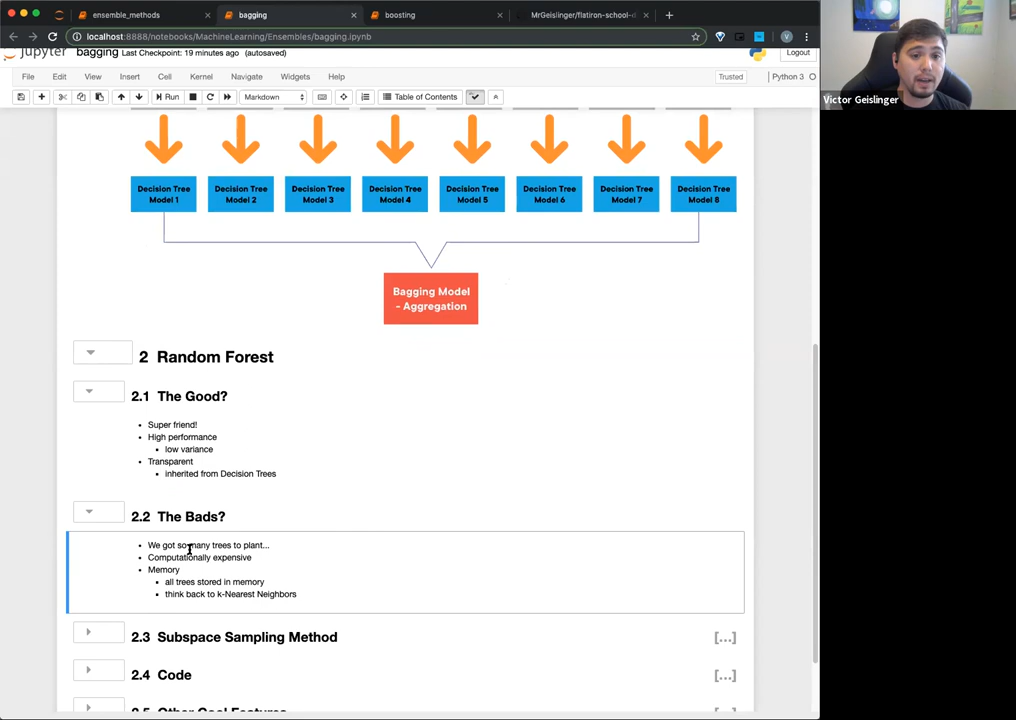 ensemble_methods
bagging
boosting
MrGeislinger/flatiron-school-d
localhost:8888/notebooks/MachineLearning/Ensembles/bagging.ipynb
jupyter bagging Last Checkpoint: 19 minutes ago (autosaved)
Logout
File Edit View Insert Cell Kernel Navigate Widgets Help
Trusted
Python 3
Run
Markdown
Table of Contents
Victor Geislinger
Decision Tree Model 1
Decision Tree Model 2
Decision Tree Model 3
Decision Tree Model 4
Decision Tree Model 5
Decision Tree Model 6
Decision Tree Model 7
Decision Tree Model 8
Bagging Model
- Aggregation
2 Random Forest
2.1 The Good?
Super friend!
High performance
low variance
Transparent
inherited from Decision Trees
2.2 The Bads?
We got so many trees to plant...
Computationally expensive
Memory
all trees stored in memory
think back to k-Nearest Neighbors
2.3 Subspace Sampling Method
[...]
2.4 Code
[...]
2.5 Other Cool Features